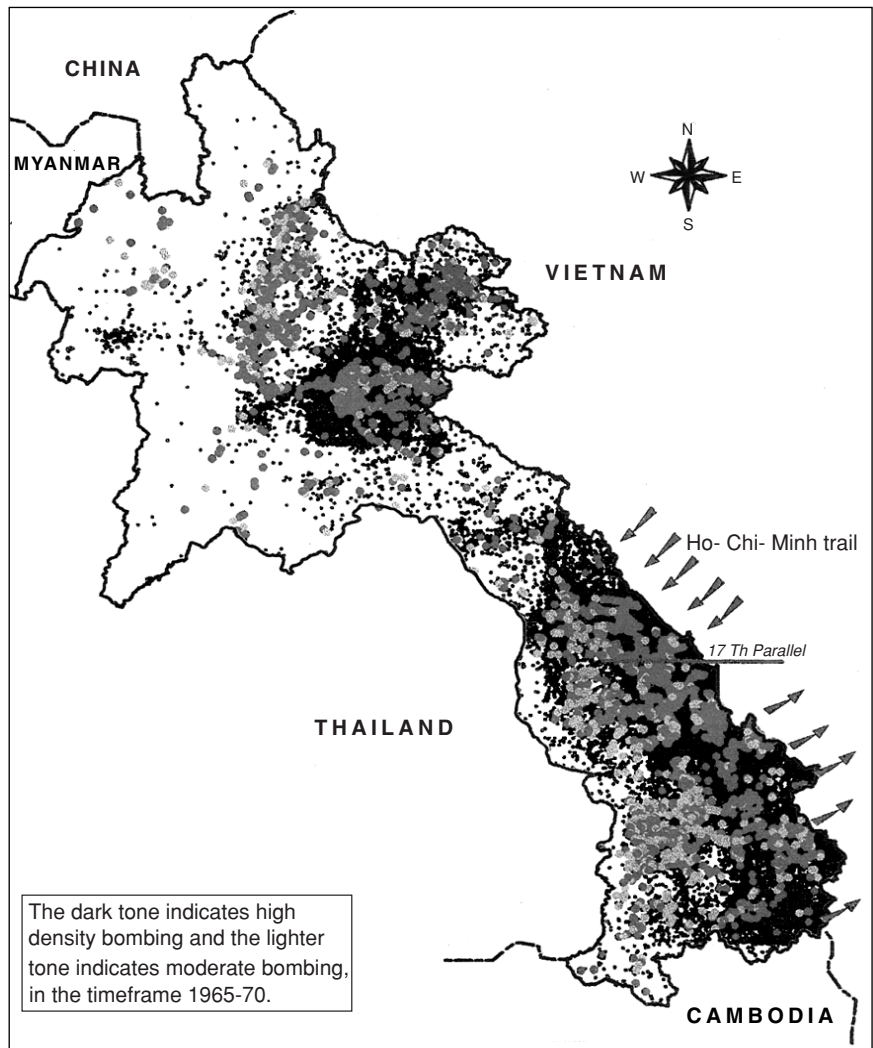 CHINA
MYANMAR
N
W E
S
VIETNAM
Ho- Chi- Minh trail
17 Th Parallel
THAILAND
The dark tone indicates high
density bombing and the lighter
tone indicates moderate bombing,
in the timeframe 1965-70.
CAMBODIA